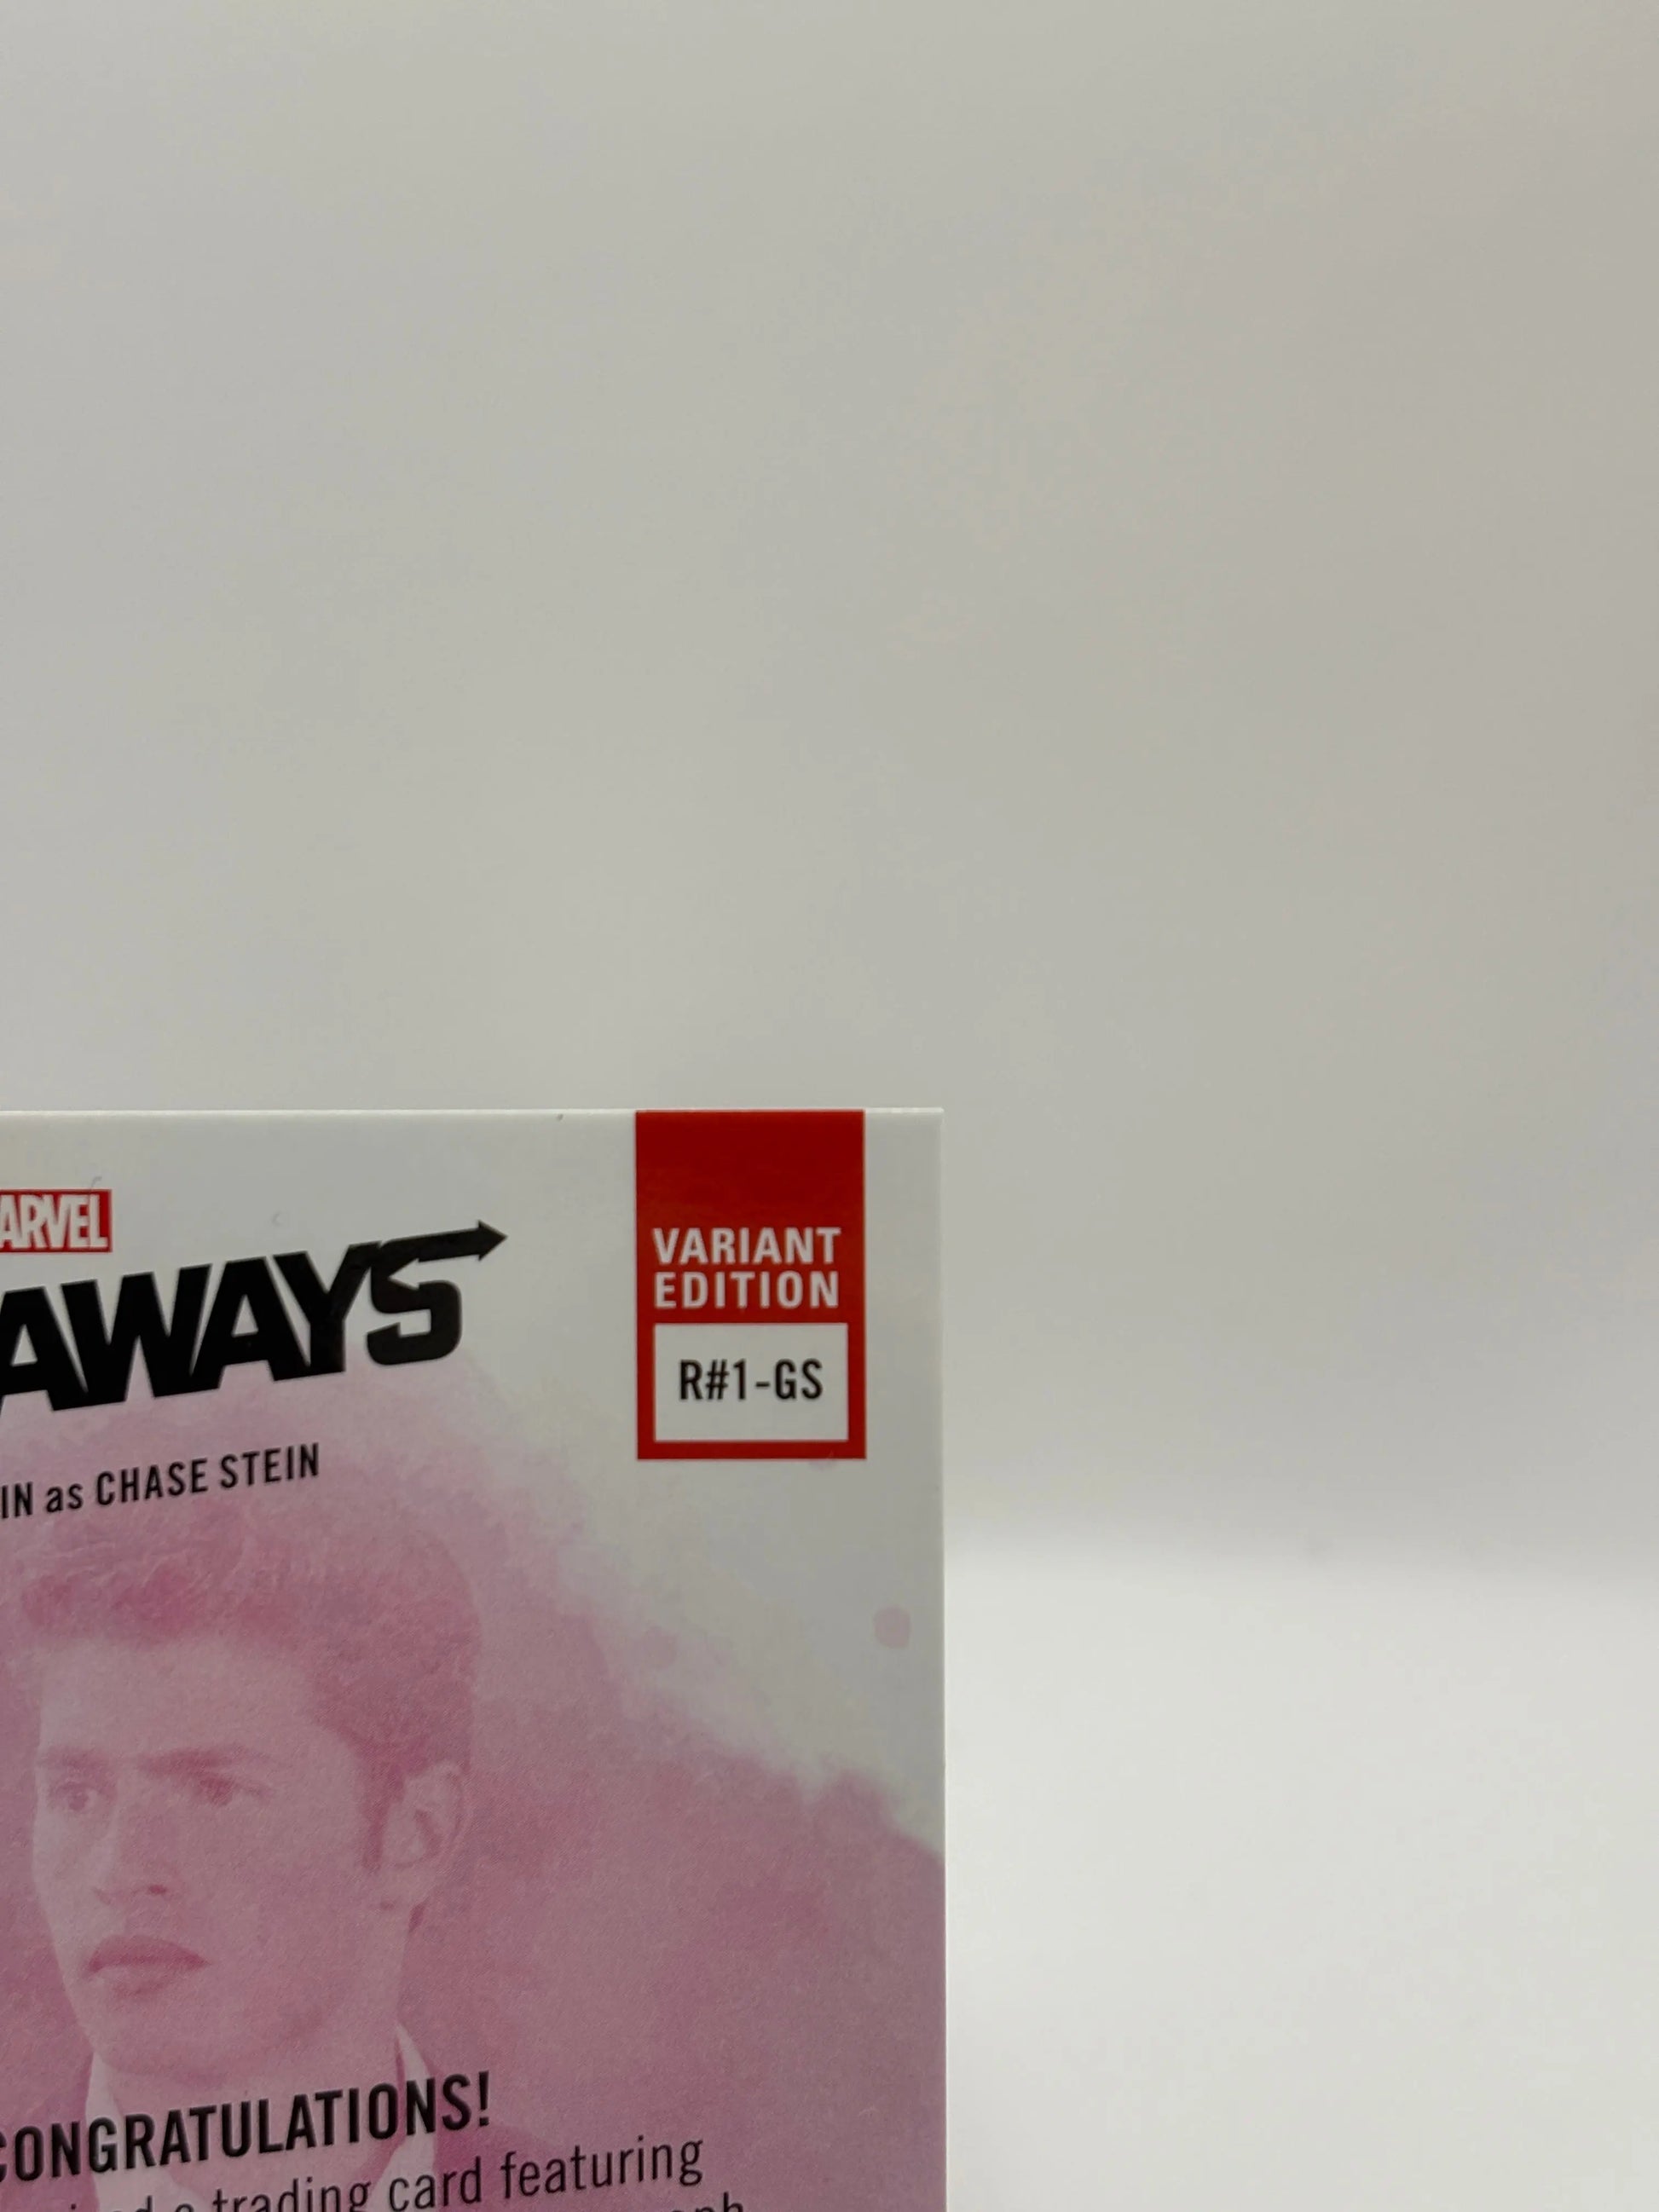 ARVEL
AWAYS
VARIANT
EDITION
R#1-GS
IN as CHASE STEIN
CONGRATULATIONS!
a trading card featuring